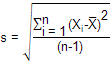 s = √( Σⁿᵢ₌₁ (Xᵢ-X̄)² / (n-1) )